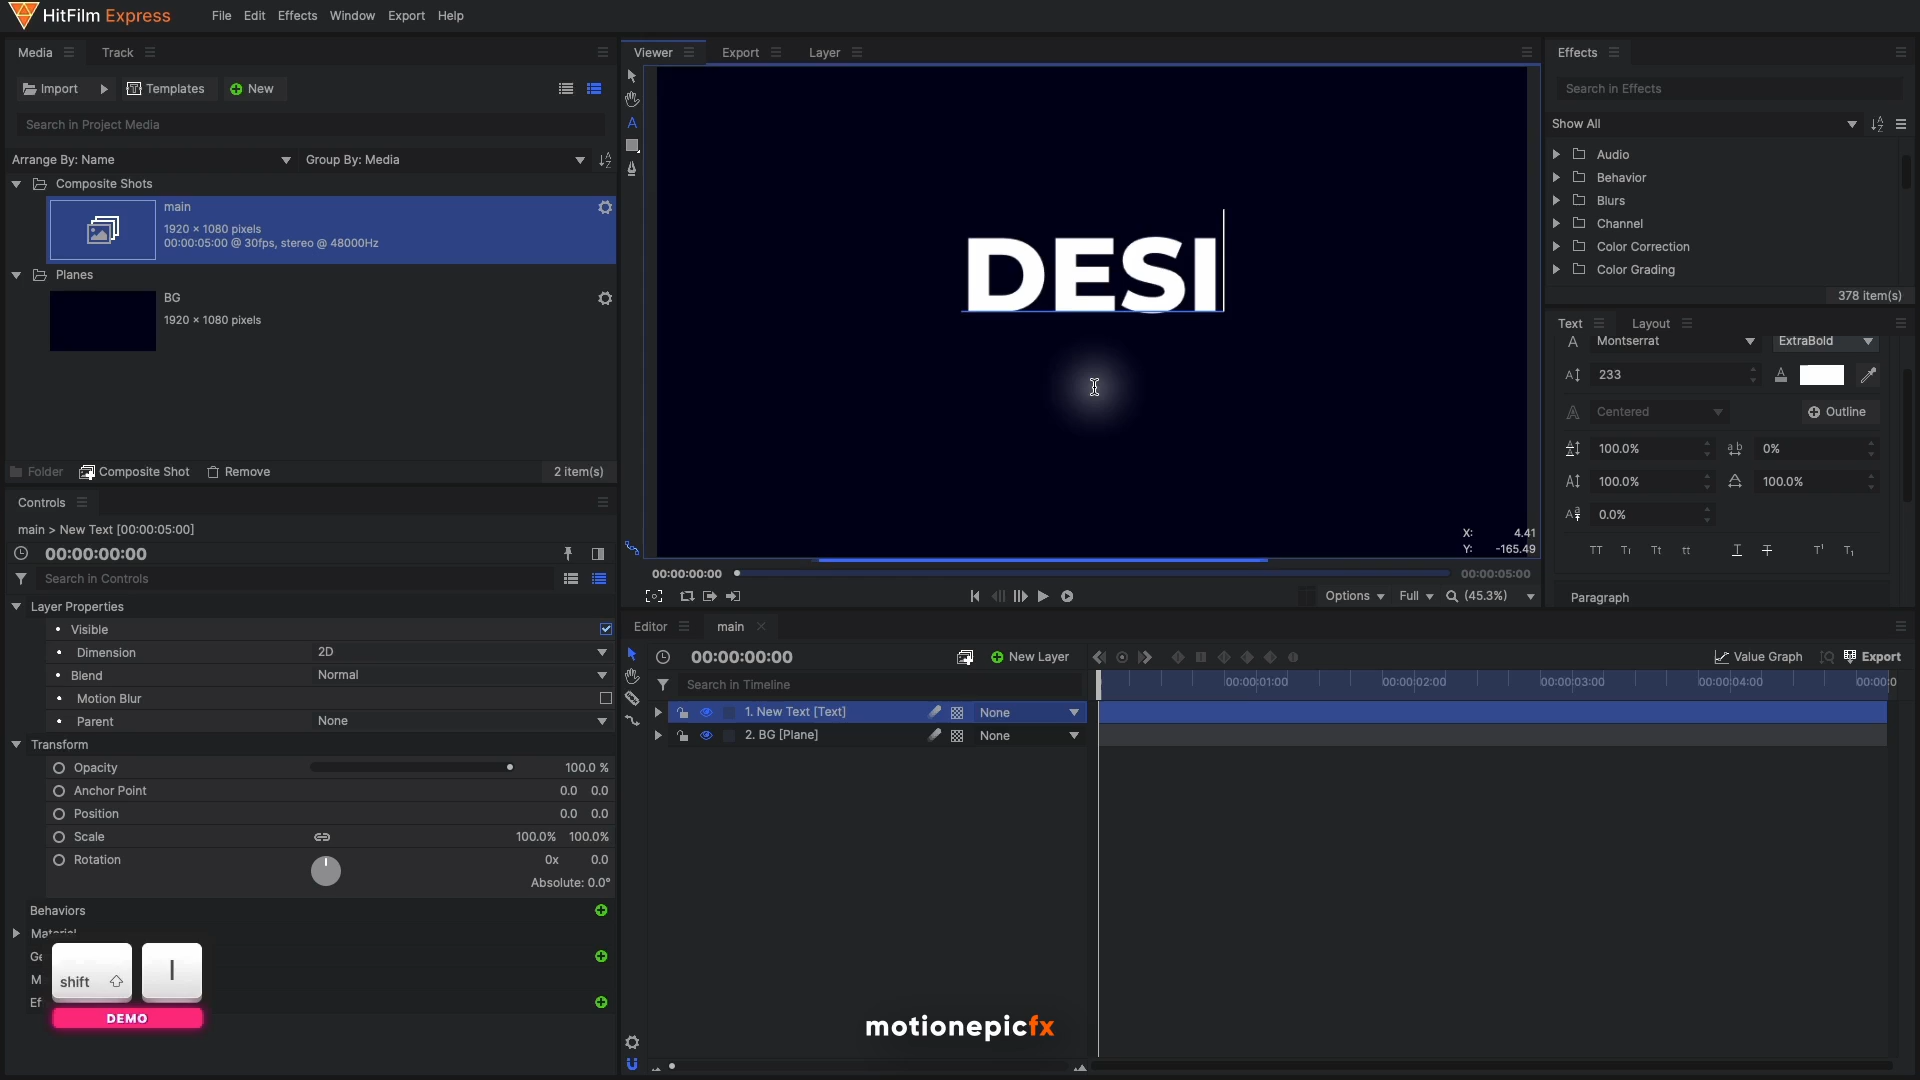 HitFilm Express
File Edit Effects Window Export Help
Media Track
Import Templates New
Search in Project Media
Arrange By: Name Group By: Media
Composite Shots
main
1920 × 1080 pixels
00:00:05:00 @ 30fps, stereo @ 48000Hz
Planes
BG
1920 × 1080 pixels
Folder Composite Shot Remove 2 item(s)
Controls
main > New Text [00:00:05:00]
00:00:00:00
Search in Controls
Layer Properties
Visible
Dimension 2D
Blend Normal
Motion Blur
Parent None
Transform
Opacity 100.0 %
Anchor Point 0.0 0.0
Position 0.0 0.0
Scale 100.0% 100.0%
Rotation 0x 0.0
Absolute: 0.0°
Behaviors
Material
Ge
M
Ef
shift I
DEMO
Viewer Export Layer
DESI
X: 4.41
Y: -165.49
00:00:00:00 00:00:05:00
Options Full (45.3%)
Effects
Search in Effects
Show All
Audio
Behavior
Blurs
Channel
Color Correction
Color Grading
378 item(s)
Text Layout
Montserrat ExtraBold
233
Centered Outline
100.0% 0%
100.0% 100.0%
0.0%
TT Tt Tt tt T T T T
Paragraph
Editor main
00:00:00:00 New Layer Value Graph Export
Search in Timeline
00:00:01:00 00:00:02:00 00:00:03:00 00:00:04:00 00:00:0
1. New Text [Text] None
2. BG [Plane] None
motionepicfx